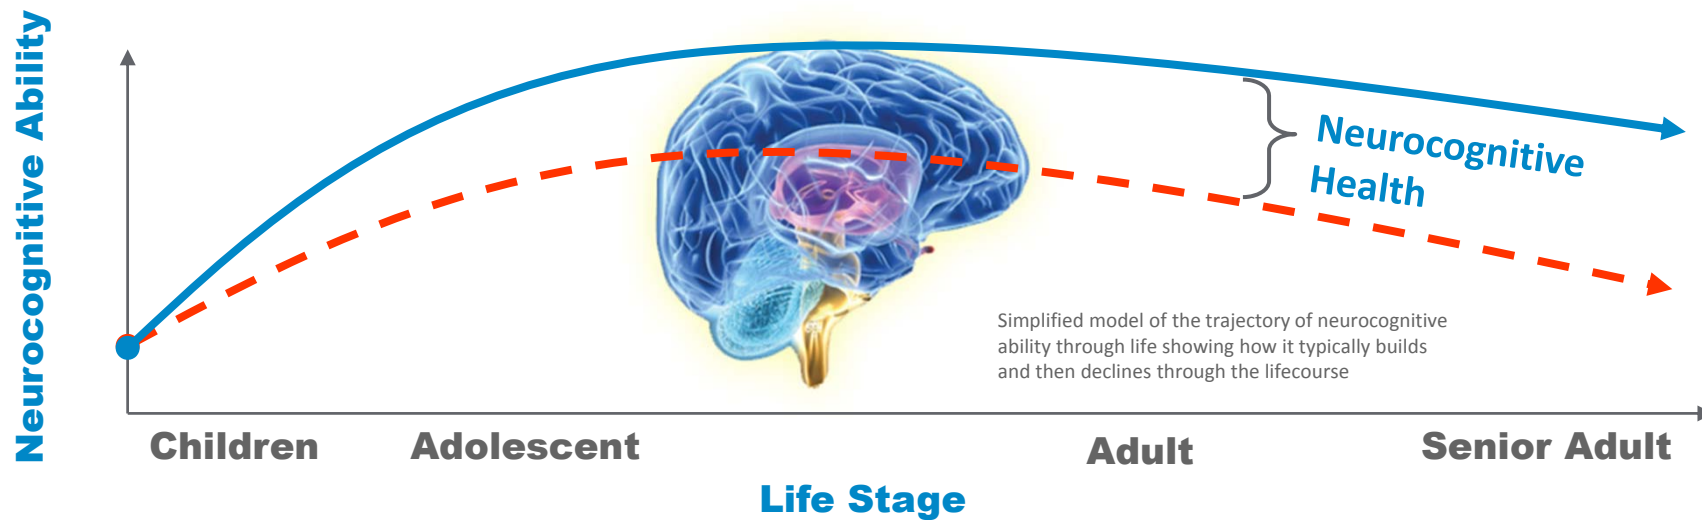 Neurocognitive Ability
Neurocognitive
Health
Simplified model of the trajectory of neurocognitive
ability through life showing how it typically builds
and then declines through the lifecourse
Children
Adolescent
Adult
Senior Adult
Life Stage